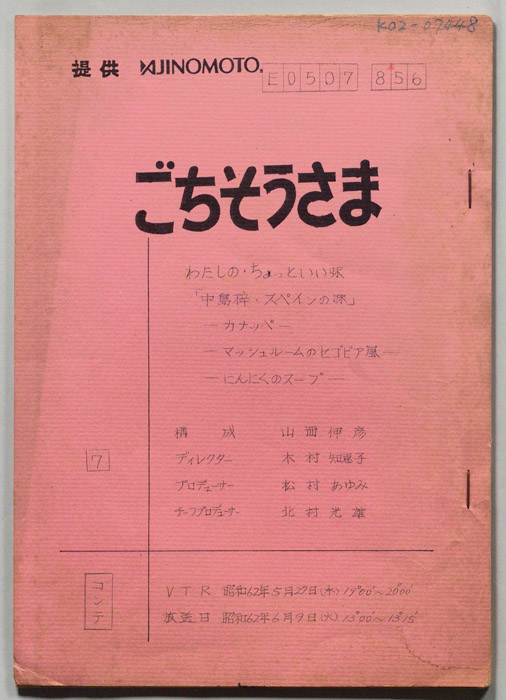 K02-07448
提供 AJINOMOTO®
E0507 856
ごちそうさま
わたしの・ちょっといい味
「中島梓・スペインの味」
―カナッペ―
―マッシュルームのセゴビア風―
―にんにくのスープ―
構成 山西伸彦
ディレクター 木村知恵子
プロデューサー 松村あゆみ
チーフプロデューサー 北村光雄
7
コンテ
VTR 昭和62年5月27日(水) 19°00'～20°00'
放送日 昭和62年6月9日(火) 13°00'～13°15'